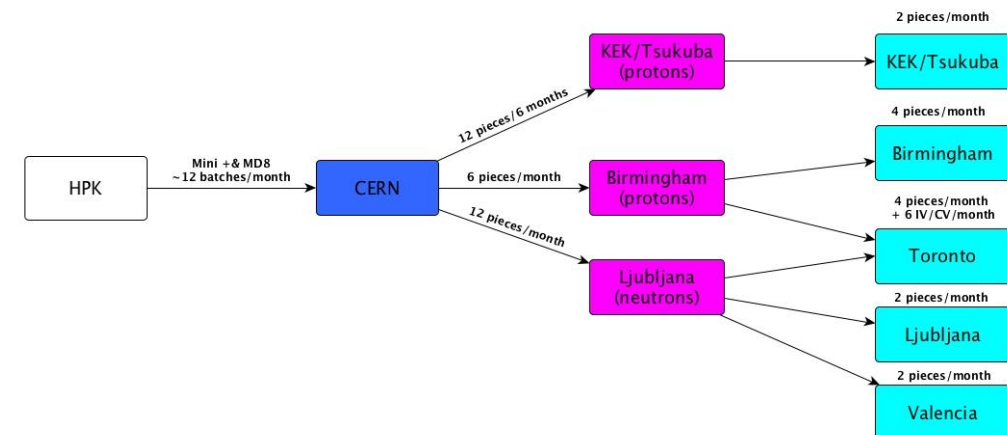 HPK
Mini +& MD8
~12 batches/month
CERN
12 pieces/6 months
6 pieces/month
12 pieces/month
KEK/Tsukuba
(protons)
Birmingham
(protons)
Ljubljana
(neutrons)
2 pieces/month
KEK/Tsukuba
4 pieces/month
Birmingham
4 pieces/month
+ 6 IV/CV/month
Toronto
2 pieces/month
Ljubljana
2 pieces/month
Valencia